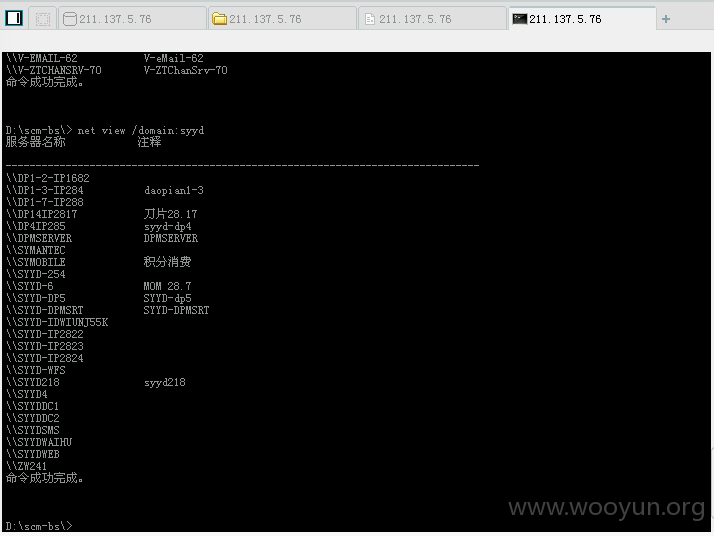 211.137.5.76 211.137.5.76 211.137.5.76 211.137.5.76 +
\\V-EMAIL-62 V-eMail-62
\\V-ZTCHANSRV-70 V-ZTChanSrv-70
命令成功完成。
D:\scm-bs\> net view /domain:syyd
服务器名称 注释
-------------------------------------------------------------------------------
\\DP1-2-IP1682
\\DP1-3-IP284 daopian1-3
\\DP1-7-IP288
\\DP14IP2817 刀片28.17
\\DP4IP285 syyd-dp4
\\DPMSERVER DPMSERVER
\\SYMANTEC
\\SYMOBILE 积分消费
\\SYYD-254
\\SYYD-6 MOM 28.7
\\SYYD-DP5 SYYD-dp5
\\SYYD-DPMSRT SYYD-DPMSRT
\\SYYD-IDWIUNJ55K
\\SYYD-IP2822
\\SYYD-IP2823
\\SYYD-IP2824
\\SYYD-WFS
\\SYYD218 syyd218
\\SYYD4
\\SYYDDC1
\\SYYDDC2
\\SYYDSMS
\\SYYDWAIHU
\\SYYDWEB
\\ZW241
命令成功完成。
www.wooyun.org
D:\scm-bs\>